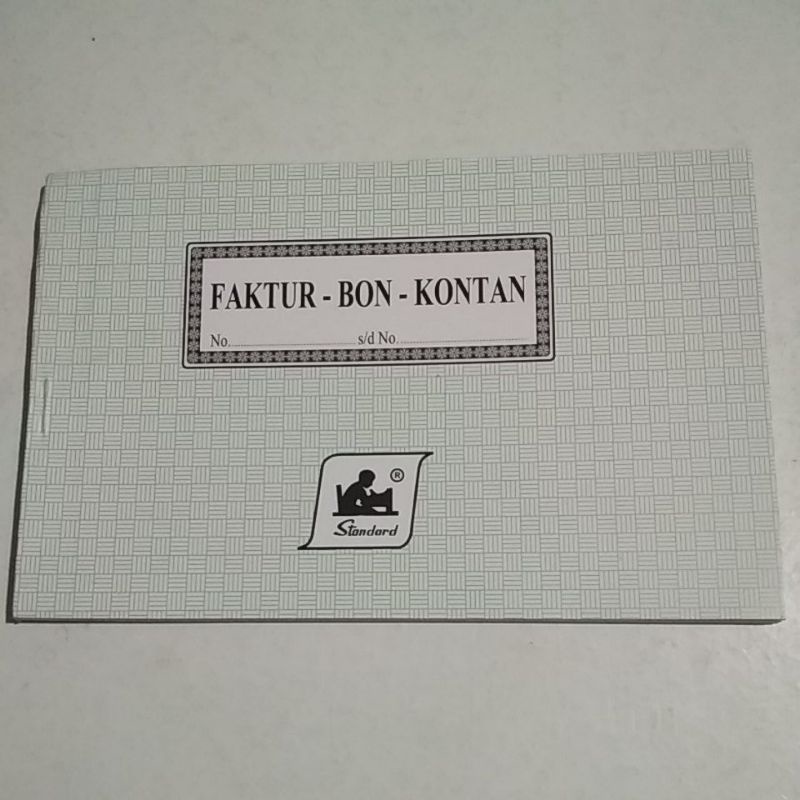 FAKTUR - BON - KONTAN
No.............................. s/d No..............................
®
Standard